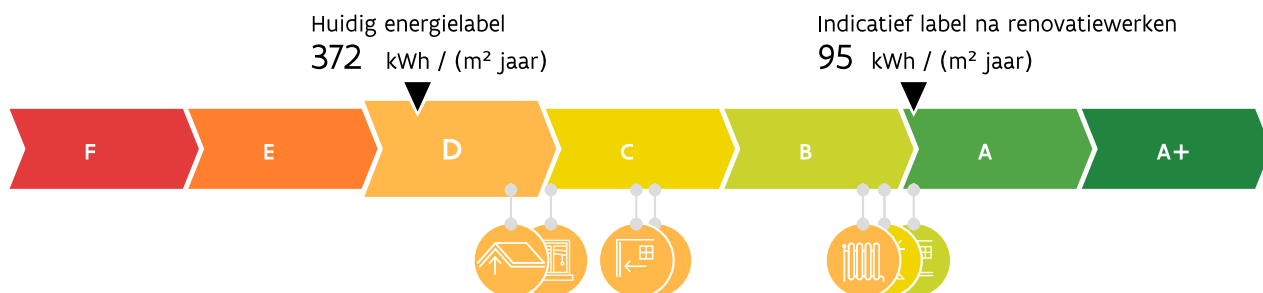 Huidig energielabel
372 kWh / (m² jaar)
Indicatief label na renovatiewerken
95 kWh / (m² jaar)
F E D C B A A+